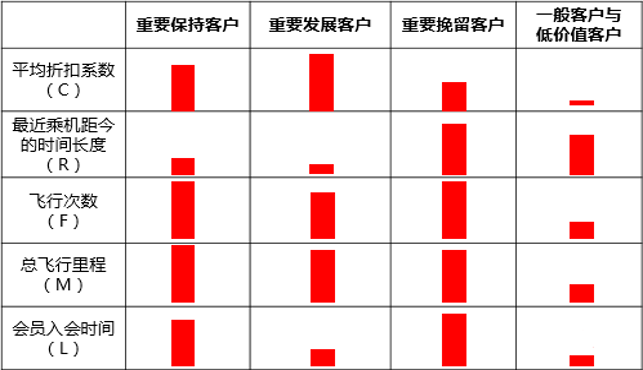 重要保持客户
重要发展客户
重要挽留客户
一般客户与
低价值客户
平均折扣系数
（C）
最近乘机距今
的时间长度
（R）
飞行次数
（F）
总飞行里程
（M）
会员入会时间
（L）